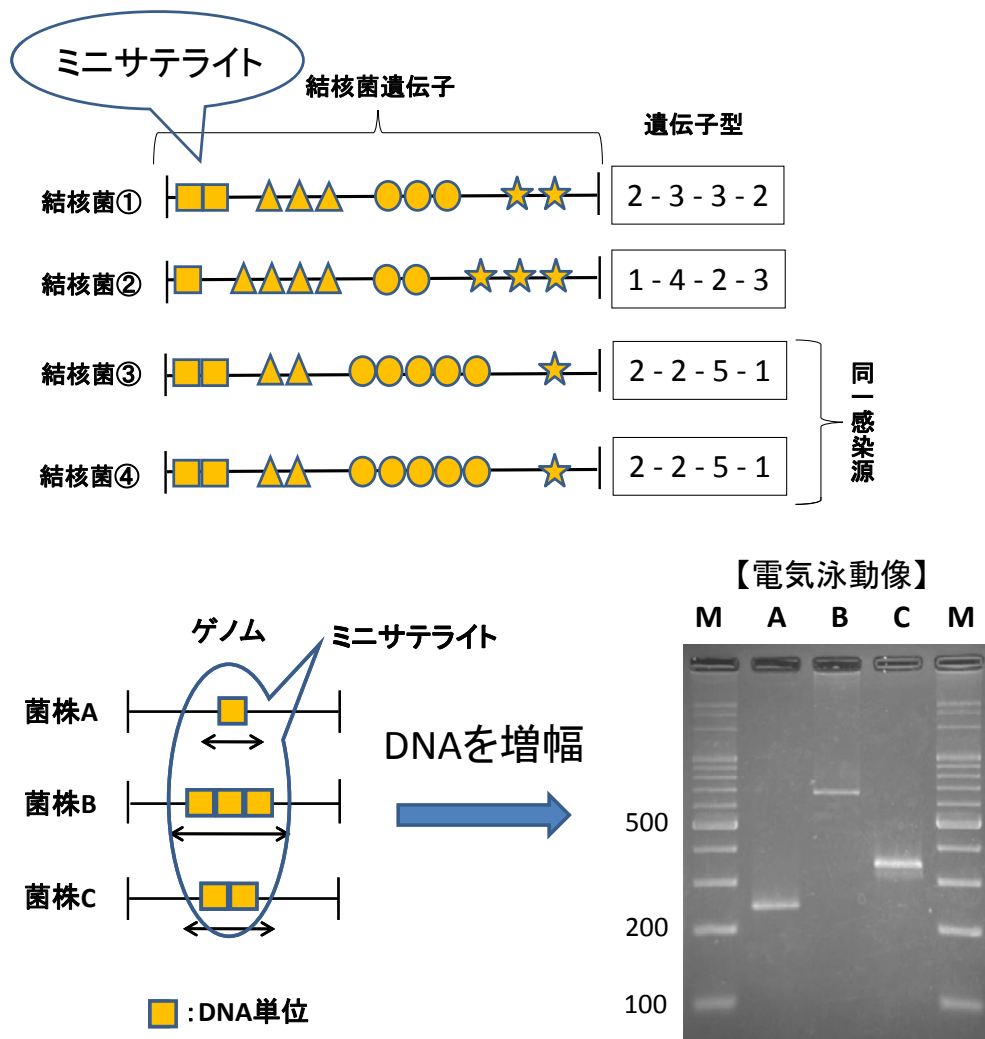 ミニサテライト
結核菌遺伝子
遺伝子型
結核菌①
2 - 3 - 3 - 2
結核菌②
1 - 4 - 2 - 3
結核菌③
2 - 2 - 5 - 1
結核菌④
2 - 2 - 5 - 1
同一感染源
【電気泳動像】
M A B C M
ゲノム
ミニサテライト
菌株A
菌株B
菌株C
DNAを増幅
500
200
100
:DNA単位